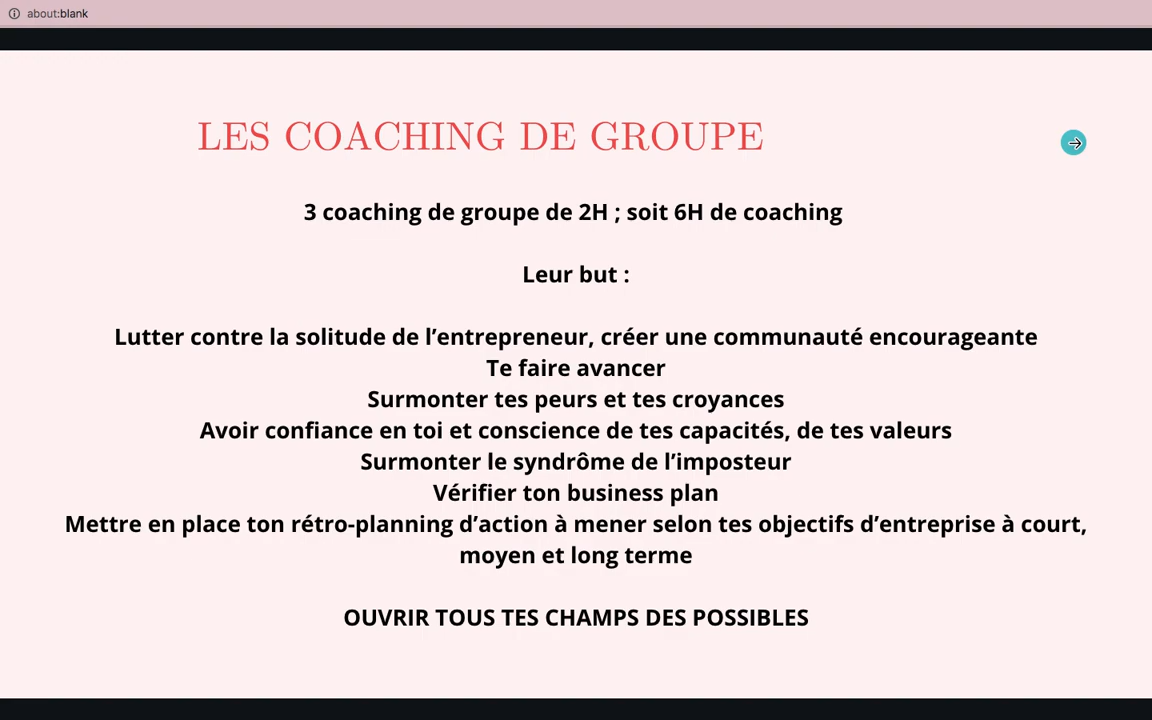 about:blank
LES COACHING DE GROUPE
3 coaching de groupe de 2H ; soit 6H de coaching
Leur but :
Lutter contre la solitude de l’entrepreneur, créer une communauté encourageante
Te faire avancer
Surmonter tes peurs et tes croyances
Avoir confiance en toi et conscience de tes capacités, de tes valeurs
Surmonter le syndrôme de l’imposteur
Vérifier ton business plan
Mettre en place ton rétro-planning d’action à mener selon tes objectifs d’entreprise à court,
moyen et long terme
OUVRIR TOUS TES CHAMPS DES POSSIBLES